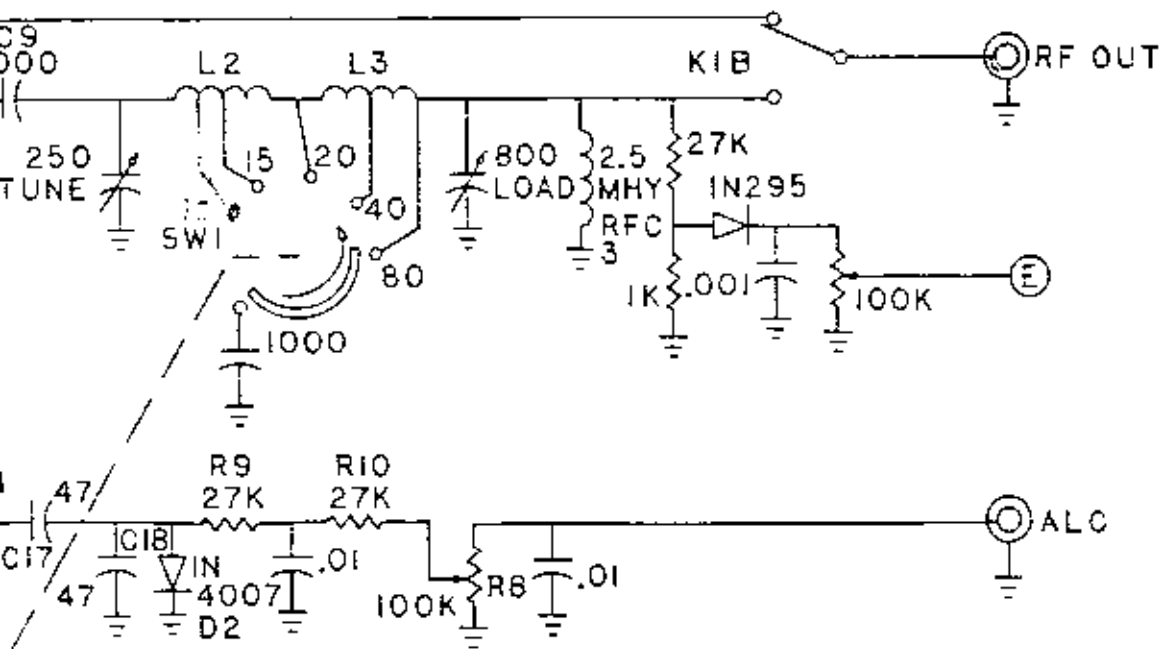 C9
RF OUT
000
L2
L3
K1B
250
TUNE
15
20
800
LOAD
2.5
MHY
RFC
3
27K
1N295
40
SW1
80
1K
.001
100K
E
1000
R9
27K
R10
27K
47
C17
C18
47
1N
4007
D2
.01
100K
R8
.01
ALC